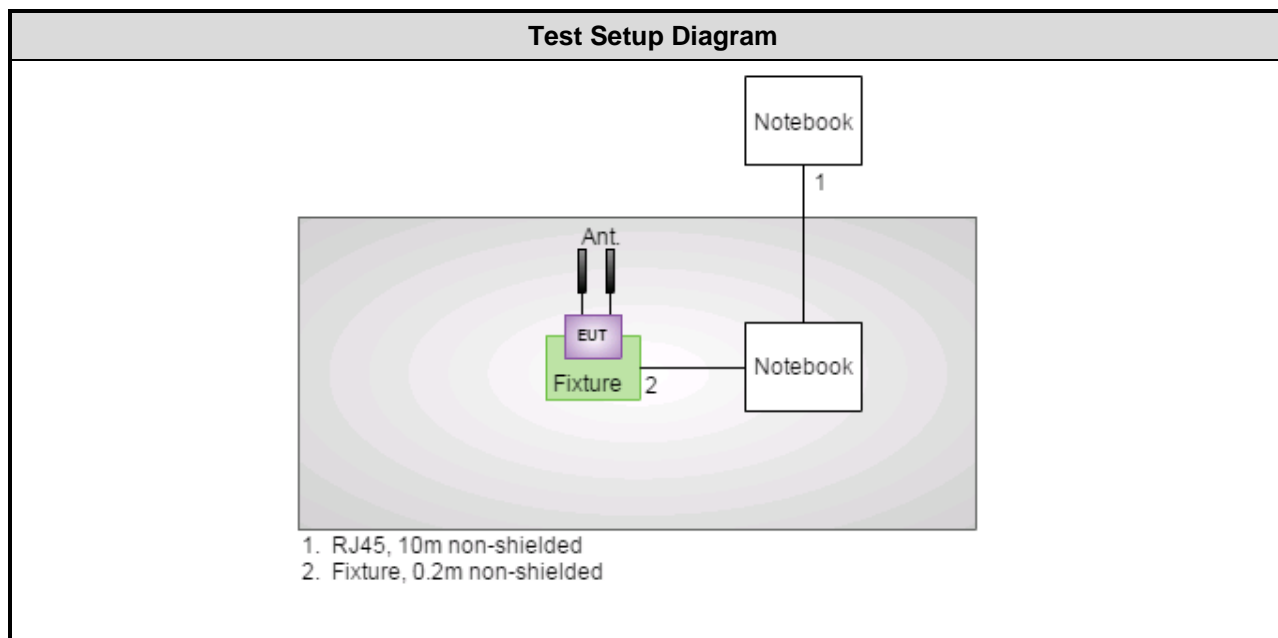 Test Setup Diagram
Notebook
1
Ant.
EUT
Fixture
2
Notebook
1. RJ45, 10m non-shielded
2. Fixture, 0.2m non-shielded